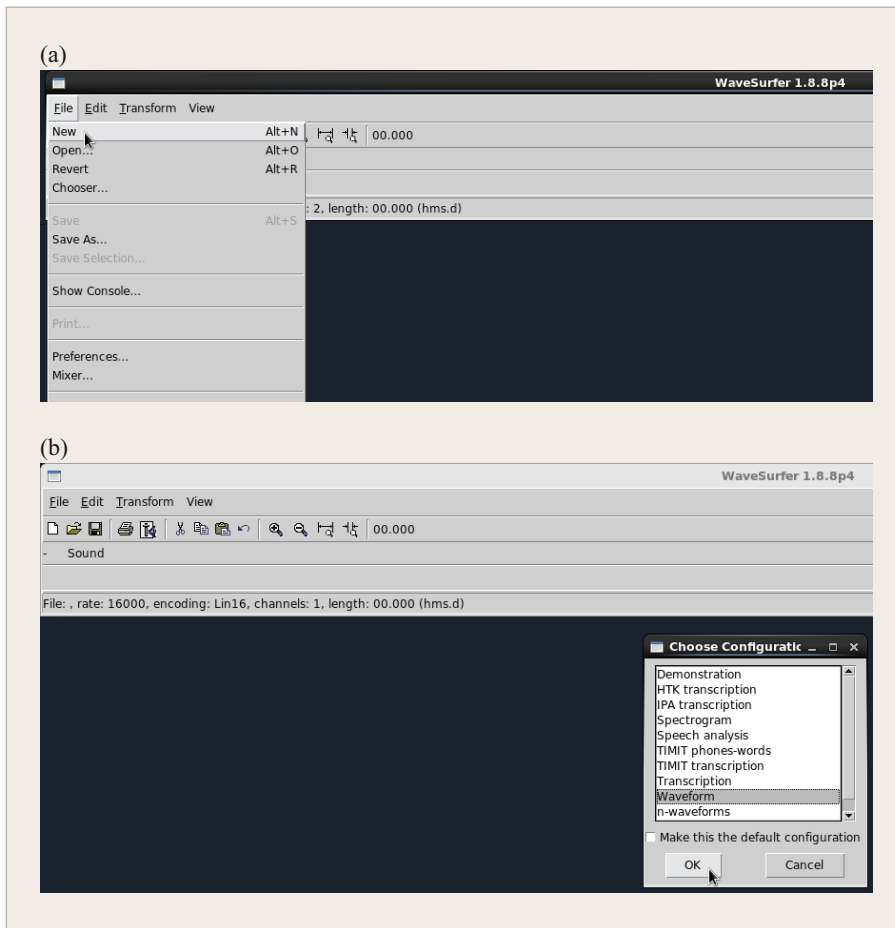 (a)
WaveSurfer 1.8.8p4
File Edit Transform View
New Alt+N 00.000
Open... Alt+O
Revert Alt+R
Chooser...
Save Alt+S : 2, length: 00.000 (hms.d)
Save As...
Save Selection...
Show Console...
Print...
Preferences...
Mixer...
(b)
WaveSurfer 1.8.8p4
File Edit Transform View
00.000
- Sound
File: , rate: 16000, encoding: Lin16, channels: 1, length: 00.000 (hms.d)
Choose Configuratic
Demonstration
HTK transcription
IPA transcription
Spectrogram
Speech analysis
TIMIT phones-words
TIMIT transcription
Transcription
Waveform
n-waveforms
Make this the default configuration
OK Cancel